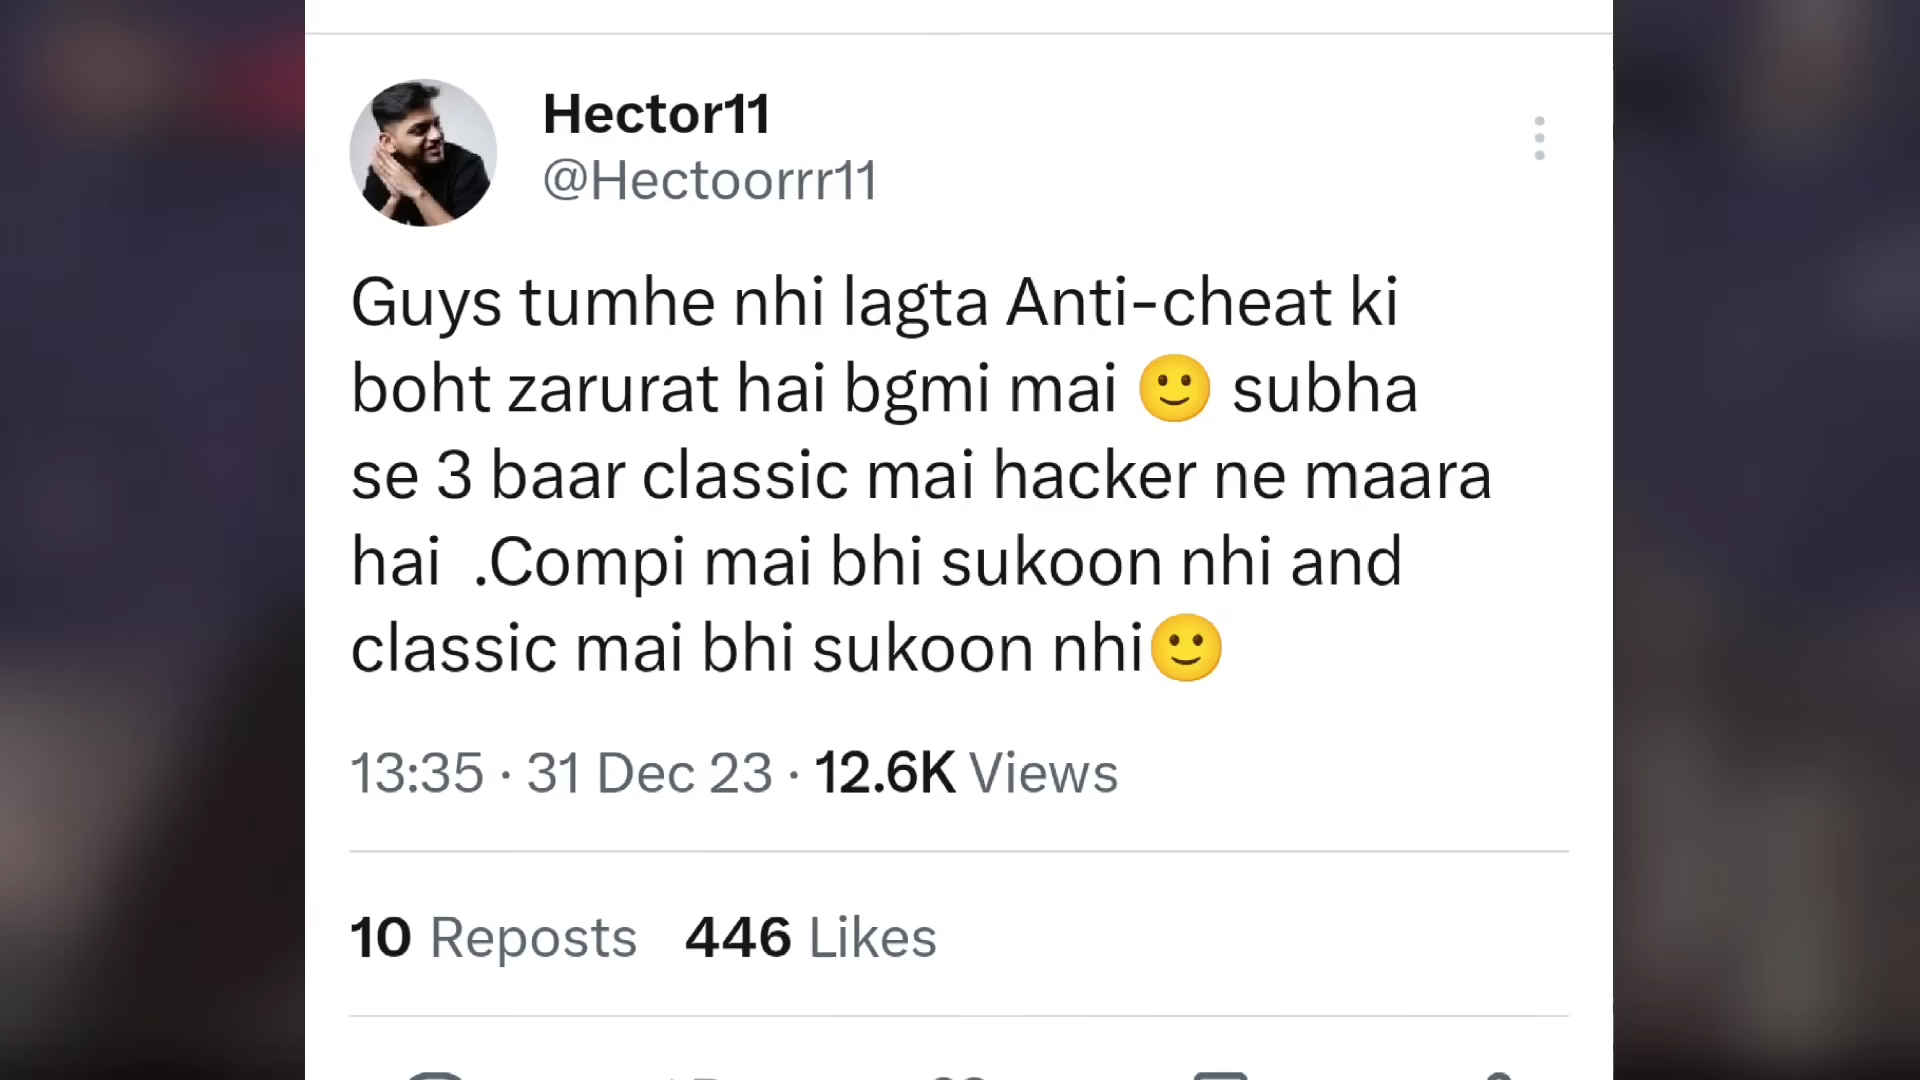 Hector11
@Hectoorrr11
Guys tumhe nhi lagta Anti-cheat ki
boht zarurat hai bgmi mai 🙂 subha
se 3 baar classic mai hacker ne maara
hai .Compi mai bhi sukoon nhi and
classic mai bhi sukoon nhi🙂
13:35 · 31 Dec 23 · 12.6K Views
10 Reposts 446 Likes